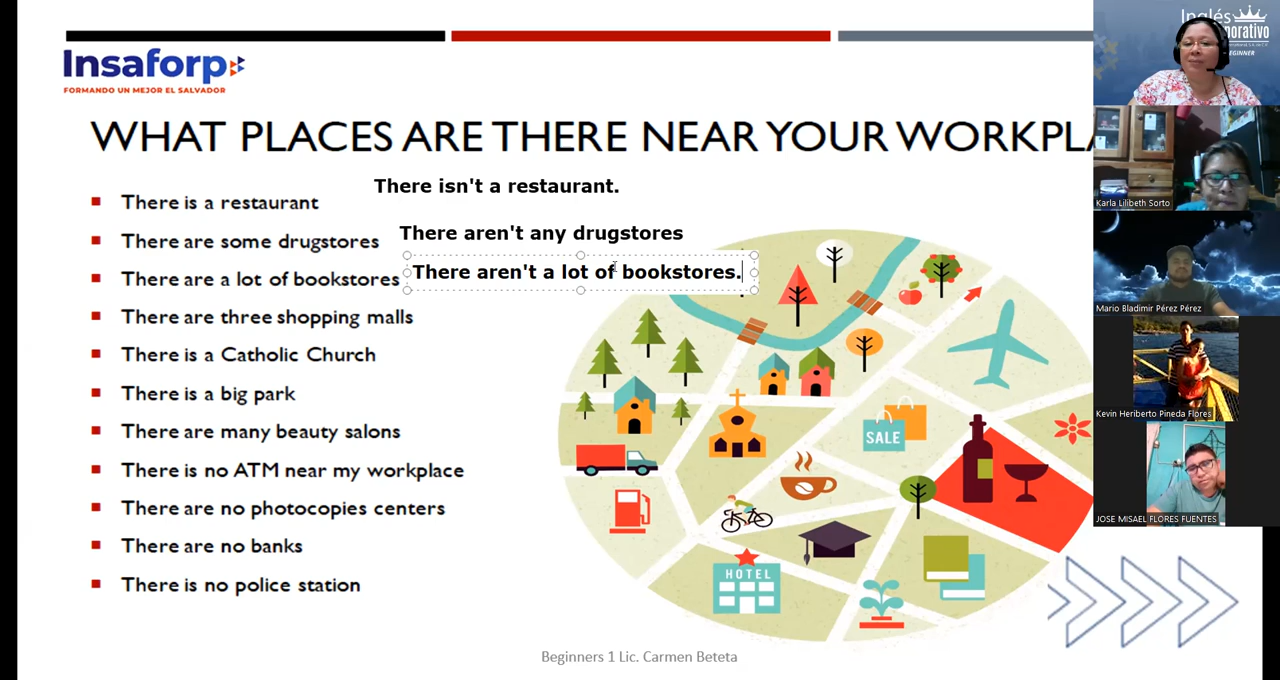 Insaforp
FORMANDO UN MEJOR EL SALVADOR
WHAT PLACES ARE THERE NEAR YOUR WORKPLA
There isn't a restaurant.
There is a restaurant
There aren't any drugstores
There are some drugstores
There aren't a lot of bookstores.
There are a lot of bookstores
There are three shopping malls
There is a Catholic Church
There is a big park
There are many beauty salons
There is no ATM near my workplace
There are no photocopies centers
There are no banks
There is no police station
SALE
HOTEL
Beginners 1 Lic. Carmen Beteta
Inglés
porativo
Karla Lilibeth Sorto
Mario Bladimir Pérez Pérez
Kevin Heriberto Pineda Flores
JOSE MISAEL FLORES FUENTES